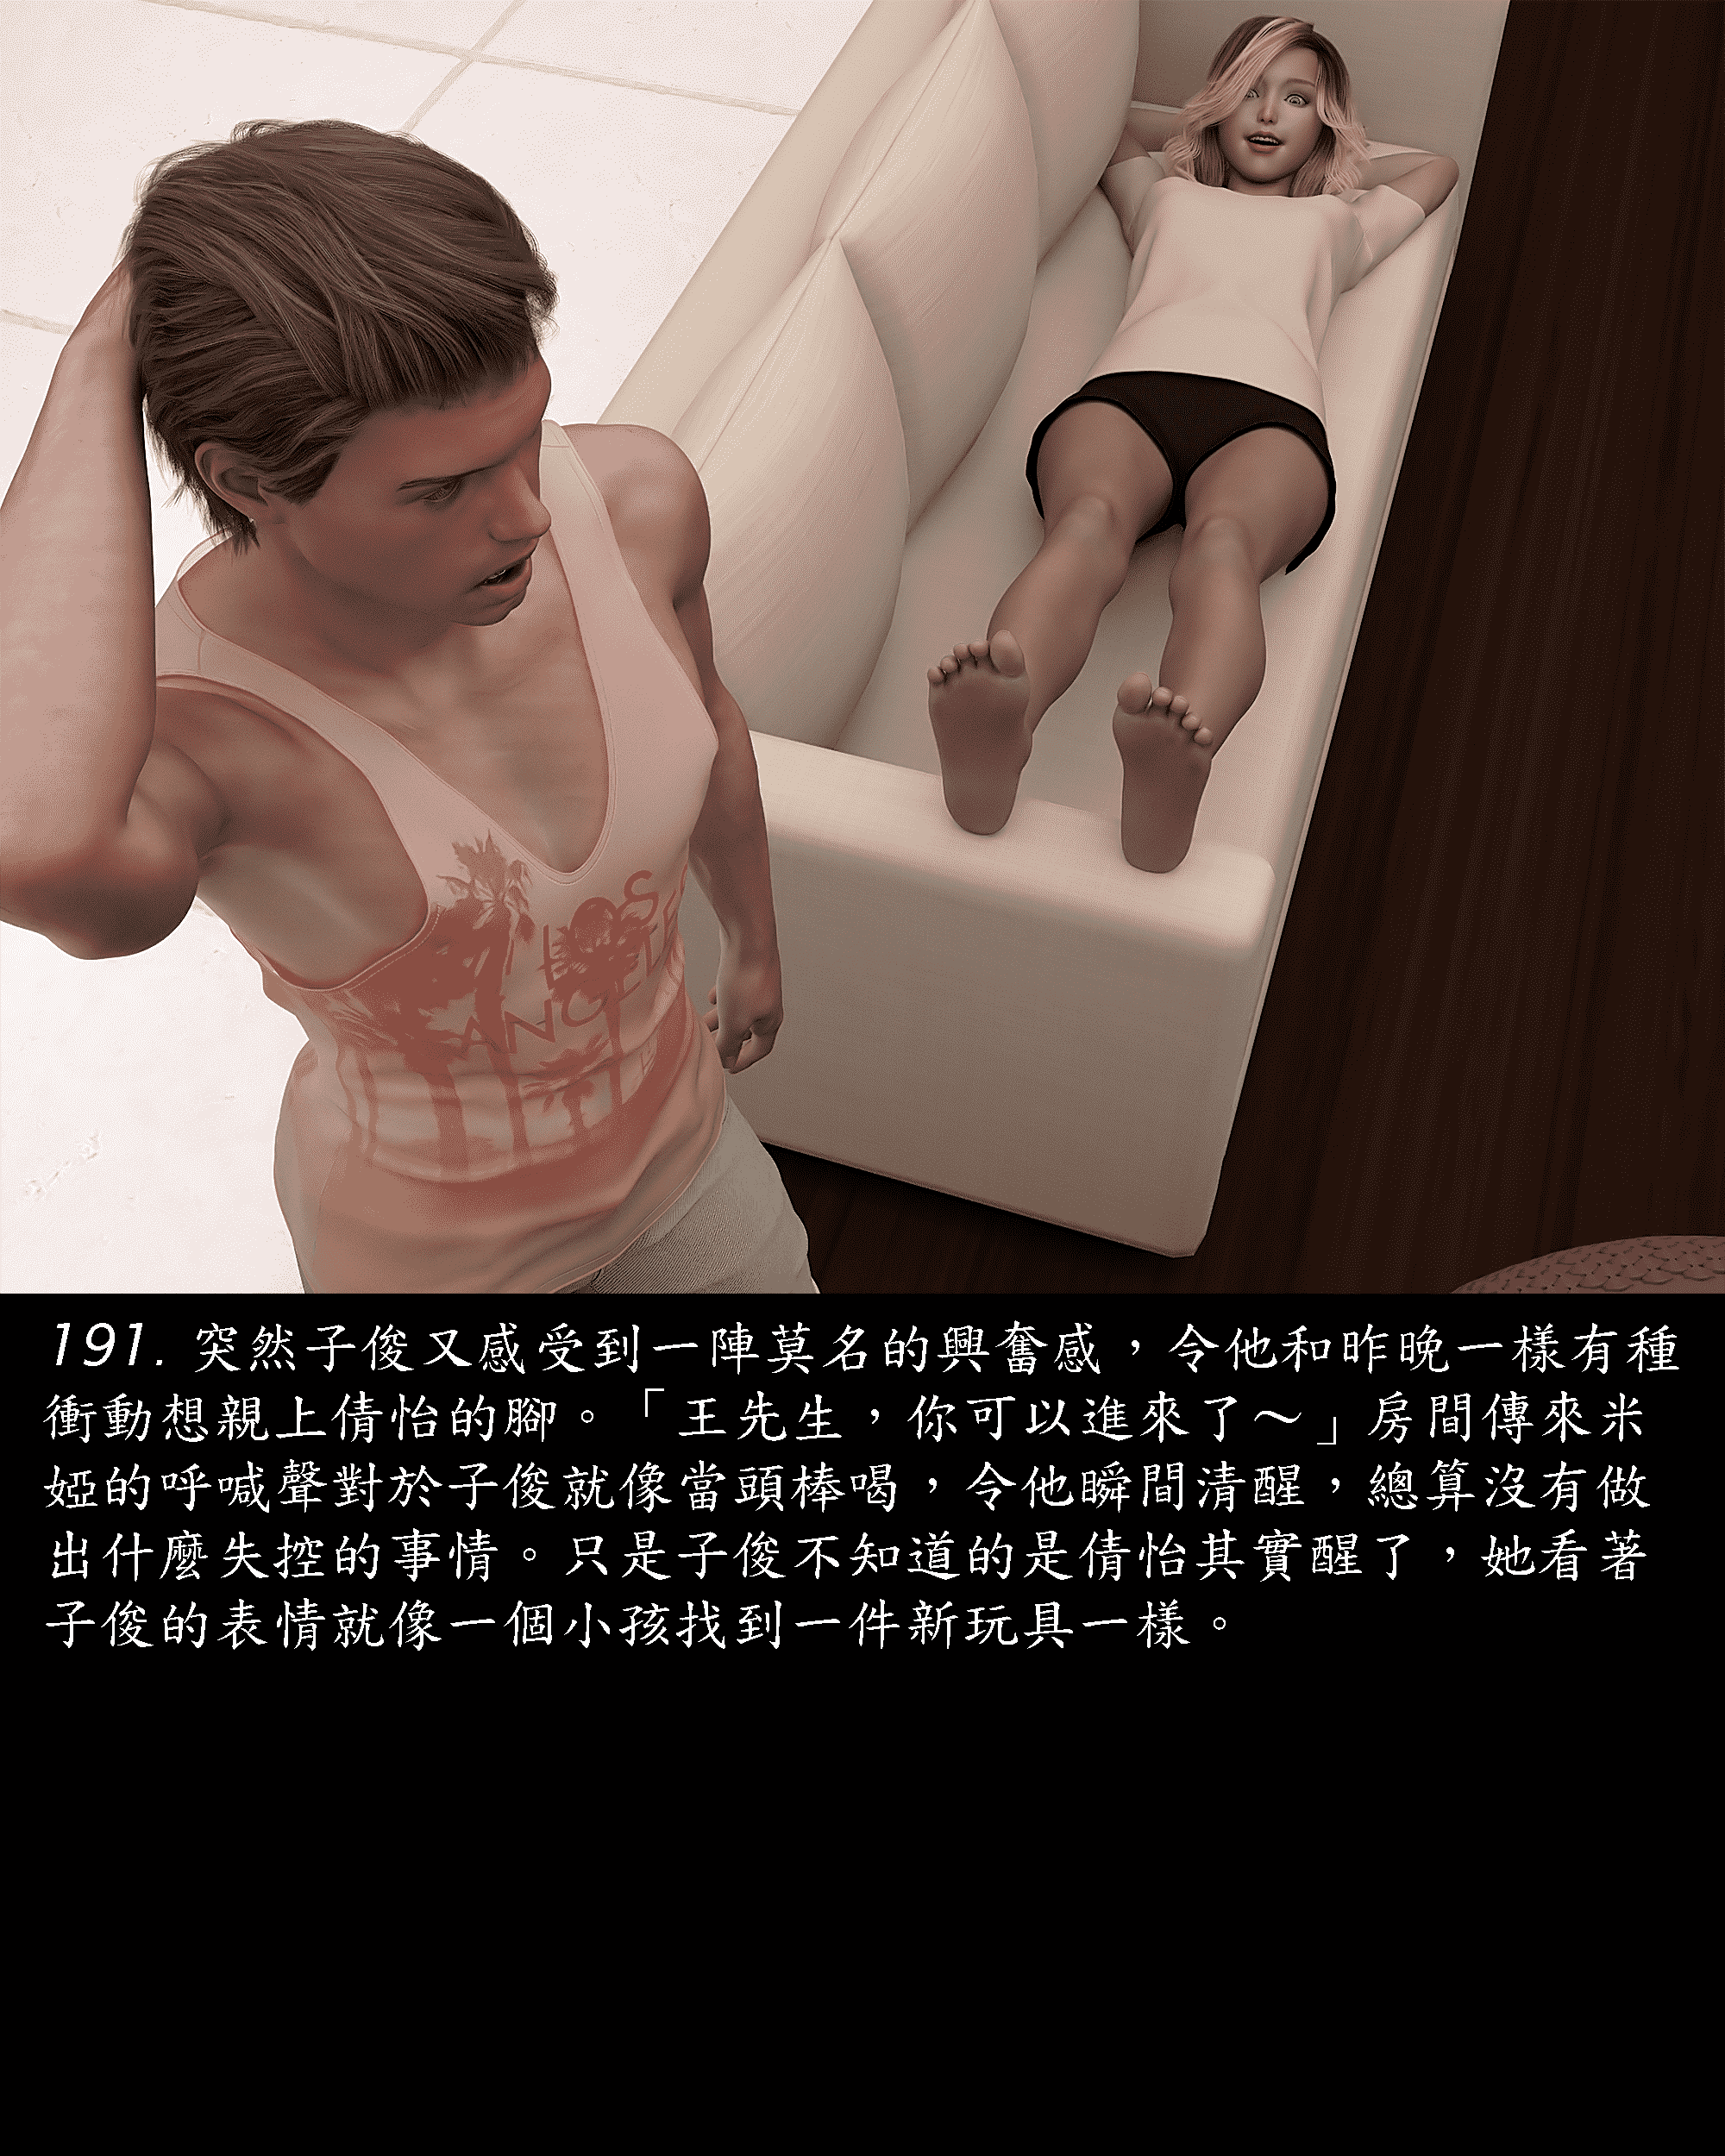 LOS
ANGELE
191. 突然子俊又感受到一陣莫名的興奮感，令他和昨晚一樣有種
衝動想親上倩怡的腳。「王先生，你可以進來了～」房間傳來米
婭的呼喊聲對於子俊就像當頭棒喝，令他瞬間清醒，總算沒有做
出什麼失控的事情。只是子俊不知道的是倩怡其實醒了，她看著
子俊的表情就像一個小孩找到一件新玩具一樣。